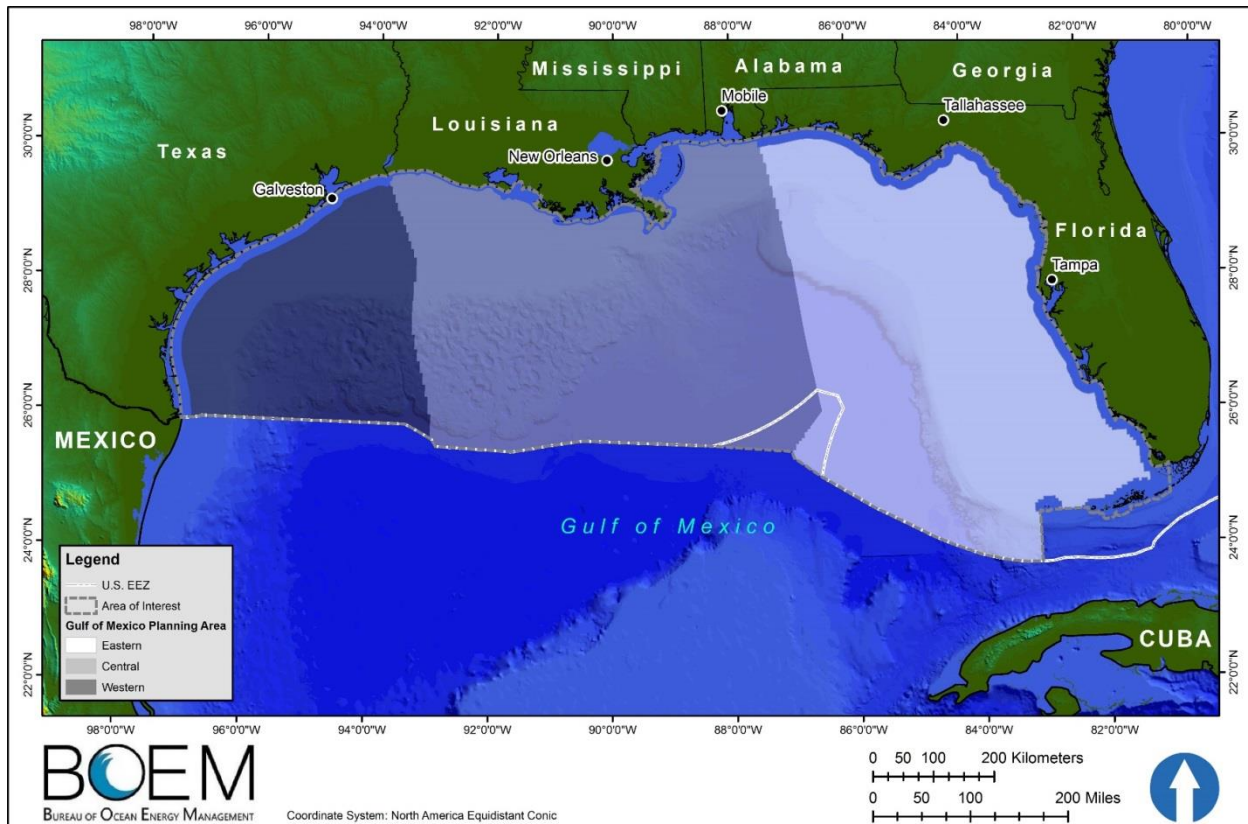 98°0'0"W 96°0'0"W 94°0'0"W 92°0'0"W 90°0'0"W 88°0'0"W 86°0'0"W 84°0'0"W 82°0'0"W 80°0'0"W
Mississippi Alabama Georgia
Mobile Tallahassee
Louisiana
30°0'0"N 30°0'0"N
Texas New Orleans
Galveston
Florida
28°0'0"N 28°0'0"N
Tampa
26°0'0"N 26°0'0"N
MEXICO
Gulf of Mexico
24°0'0"N 24°0'0"N
Legend
U.S. EEZ
Area of Interest
Gulf of Mexico Planning Area
Eastern
Central
Western
CUBA
22°0'0"N 22°0'0"N
98°0'0"W 96°0'0"W 94°0'0"W 92°0'0"W 90°0'0"W 88°0'0"W 86°0'0"W 84°0'0"W 82°0'0"W
BOEM
BUREAU OF OCEAN ENERGY MANAGEMENT
Coordinate System: North America Equidistant Conic
0 50 100 200 Kilometers
0 50 100 200 Miles